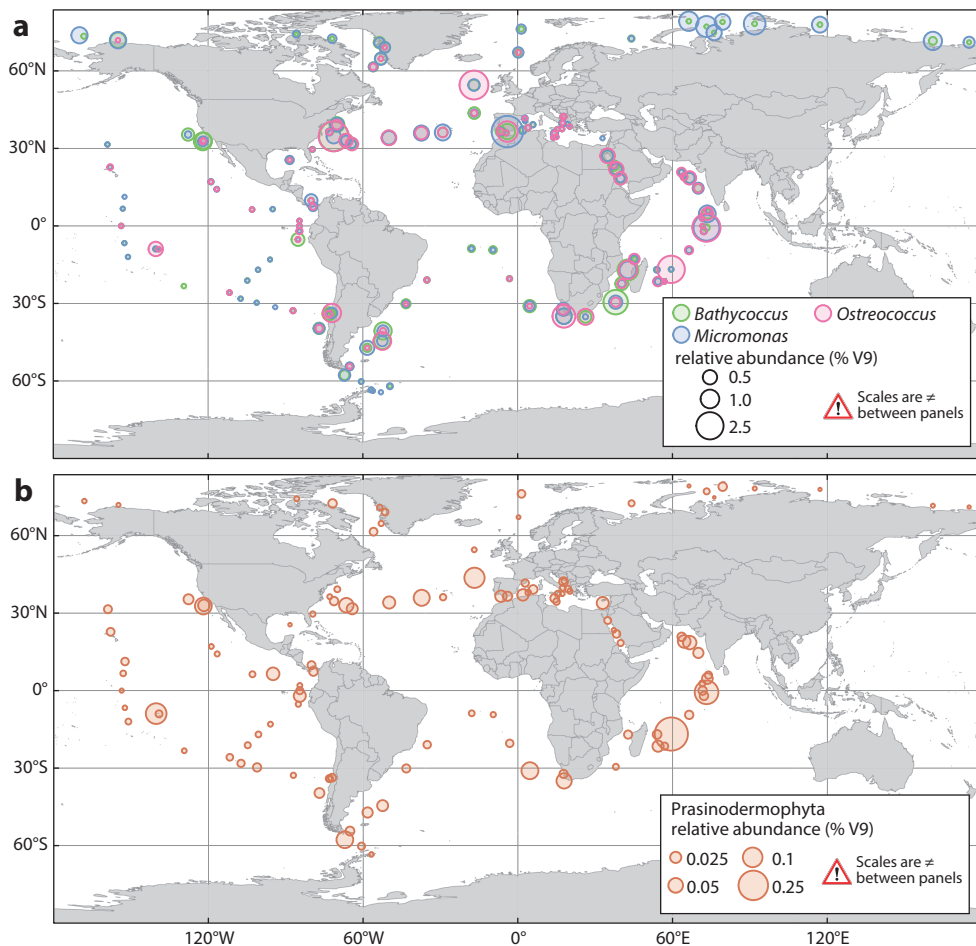 a
60°N
30°N
0°
30°S
60°S
Bathycoccus
Ostreococcus
Micromonas
relative abundance (% V9)
0.5
1.0
2.5
!
Scales are ≠
between panels
b
60°N
30°N
0°
30°S
60°S
Prasinodermophyta
relative abundance (% V9)
0.025
0.1
0.05
0.25
!
Scales are ≠
between panels
120°W
60°W
0°
60°E
120°E